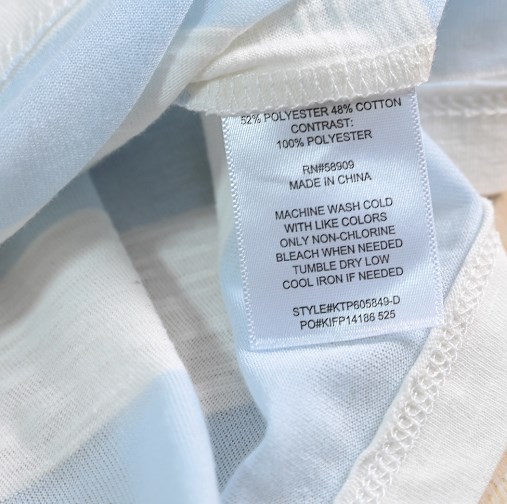 52% POLYESTER 48% COTTON
CONTRAST:
100% POLYESTER
RN#58909
MADE IN CHINA
MACHINE WASH COLD
WITH LIKE COLORS
ONLY NON-CHLORINE
BLEACH WHEN NEEDED
TUMBLE DRY LOW
COOL IRON IF NEEDED
STYLE#KTP605849-D
PO#KIFP14186 525